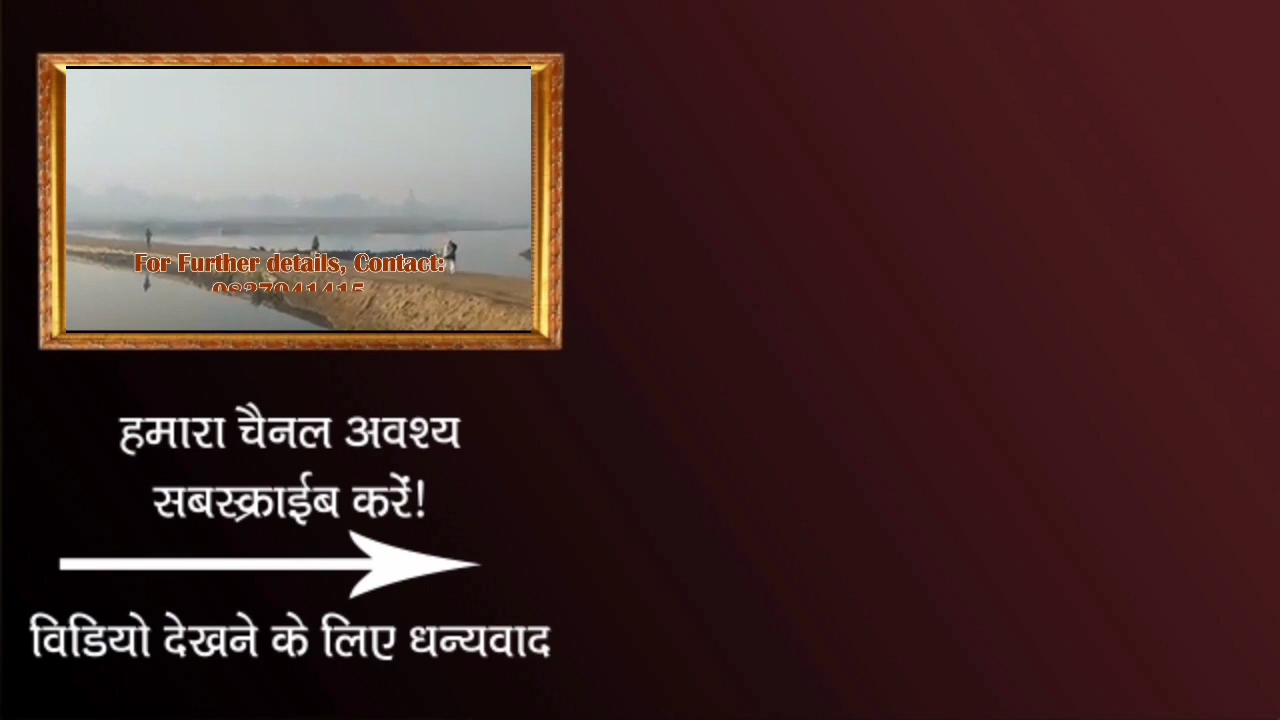 For Further details, Contact:
हमारा चैनल अवश्य
सबस्क्राईब करें!
विडियो देखने के लिए धन्यवाद